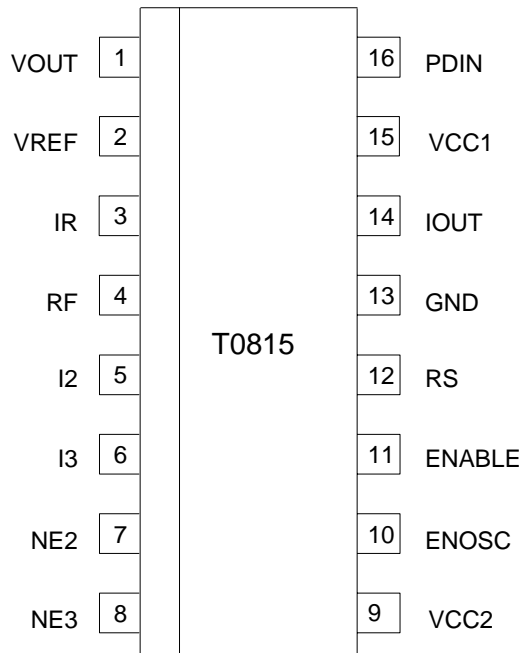 VOUT 1 16 PDIN
VREF 2 15 VCC1
IR 3 14 IOUT
RF 4 13 GND
T0815
I2 5 12 RS
I3 6 11 ENABLE
NE2 7 10 ENOSC
NE3 8 9 VCC2